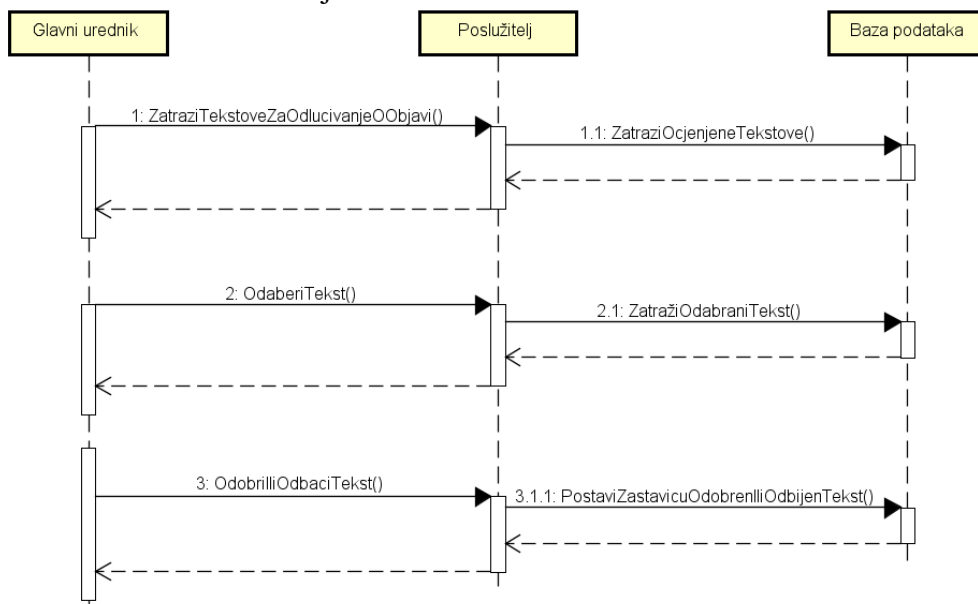 Glavni urednik
Poslužitelj
Baza podataka
1: ZatraziTekstoveZaOdlucivanjeOObjavi()
1.1: ZatraziOcjenjeneTekstove()
2: OdaberiTekst()
2.1: ZatražiOdabraniTekst()
3: OdobriIliOdbaciTekst()
3.1.1: PostaviZastavicuOdobrenIliOdbijenTekst()